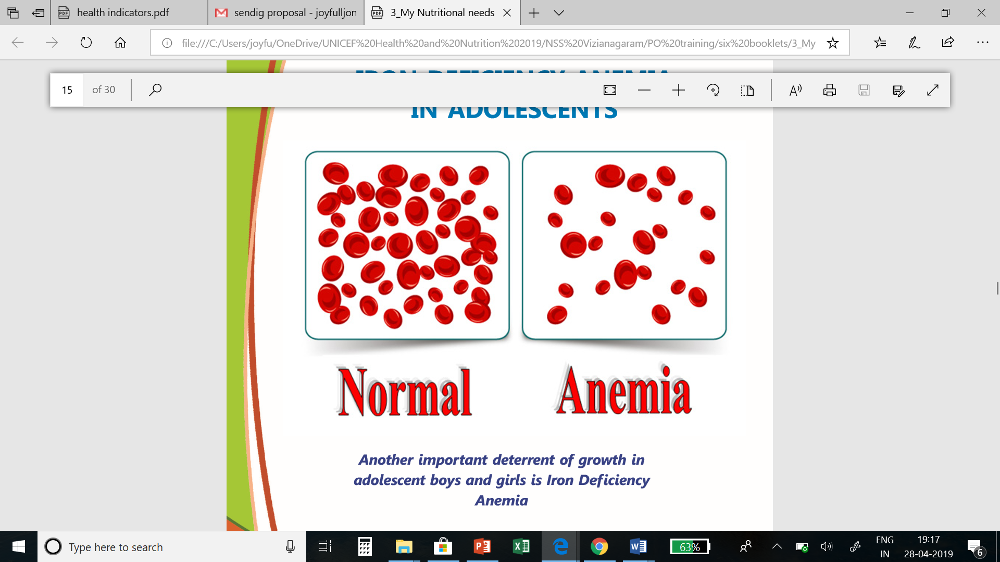 health indicators.pdf
sendig proposal - joyfulljon
3_My Nutritional needs
file:///C:/Users/joyfu/OneDrive/UNICEF%20Health%20and%20Nutrition%202019/NSS%20Vizianagaram/PO%20training/six%20booklets/3_My
15 of 30
IRON DEFICIENCY ANEMIA
IN ADOLESCENTS
Normal
Anemia
Another important deterrent of growth in
adolescent boys and girls is Iron Deficiency
Anemia
Type here to search
63%
ENG
IN
19:17
28-04-2019
6